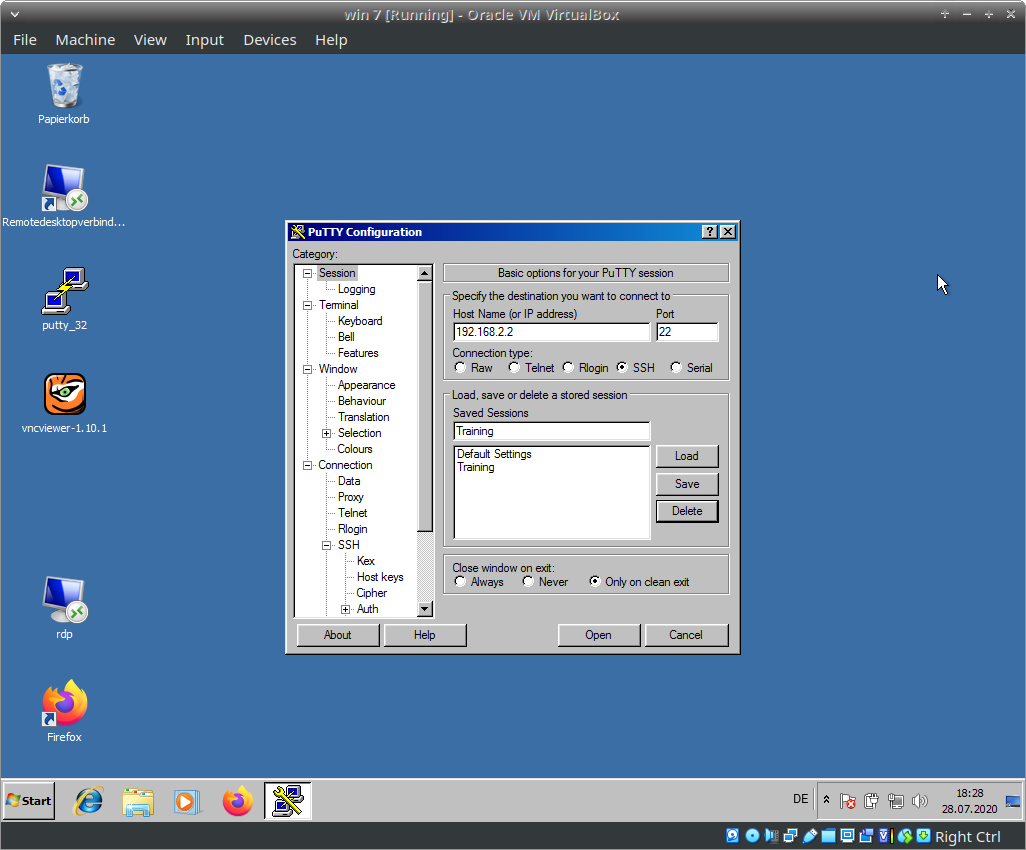 win 7 [Running] - Oracle VM VirtualBox
File Machine View Input Devices Help
Papierkorb
Remotedesktopverbind...
putty_32
vncviewer-1.10.1
rdp
Firefox
PuTTY Configuration
Category:
Session
Logging
Terminal
Keyboard
Bell
Features
Window
Appearance
Behaviour
Translation
Selection
Colours
Connection
Data
Proxy
Telnet
Rlogin
SSH
Kex
Host keys
Cipher
Auth
Basic options for your PuTTY session
Specify the destination you want to connect to
Host Name (or IP address) Port
192.168.2.2 22
Connection type:
Raw Telnet Rlogin SSH Serial
Load, save or delete a stored session
Saved Sessions
Training
Default Settings
Training
Load
Save
Delete
Close window on exit:
Always Never Only on clean exit
About Help Open Cancel
Start
DE
18:28
28.07.2020
Right Ctrl